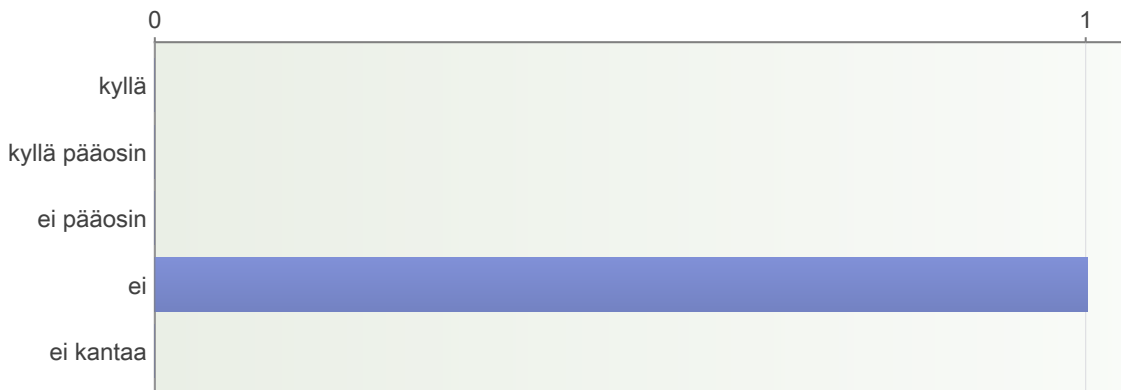 0 1
kyllä
kyllä pääosin
ei pääosin
ei
ei kantaa